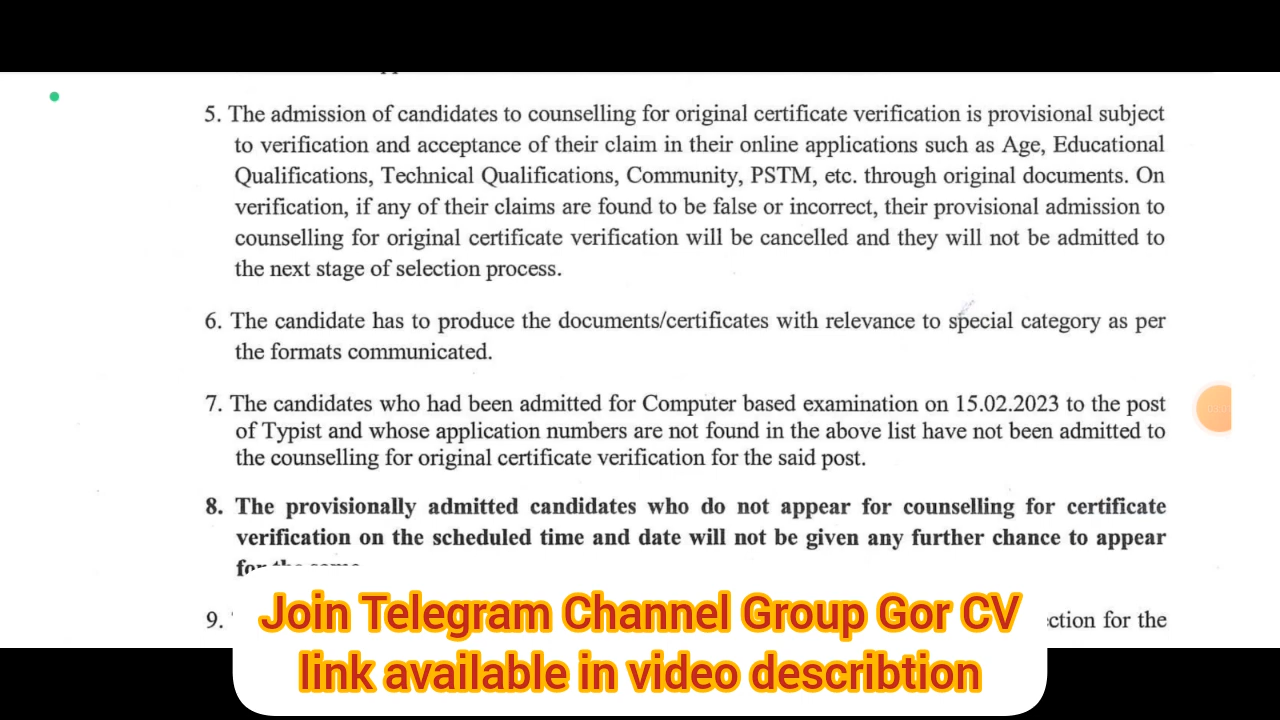 5. The admission of candidates to counselling for original certificate verification is provisional subject
to verification and acceptance of their claim in their online applications such as Age, Educational
Qualifications, Technical Qualifications, Community, PSTM, etc. through original documents. On
verification, if any of their claims are found to be false or incorrect, their provisional admission to
counselling for original certificate verification will be cancelled and they will not be admitted to
the next stage of selection process.
6. The candidate has to produce the documents/certificates with relevance to special category as per
the formats communicated.
7. The candidates who had been admitted for Computer based examination on 15.02.2023 to the post
of Typist and whose application numbers are not found in the above list have not been admitted to
the counselling for original certificate verification for the said post.
8. The provisionally admitted candidates who do not appear for counselling for certificate
verification on the scheduled time and date will not be given any further chance to appear
for the same
9. ction for the
Join Telegram Channel Group Gor CV
link available in video describtion